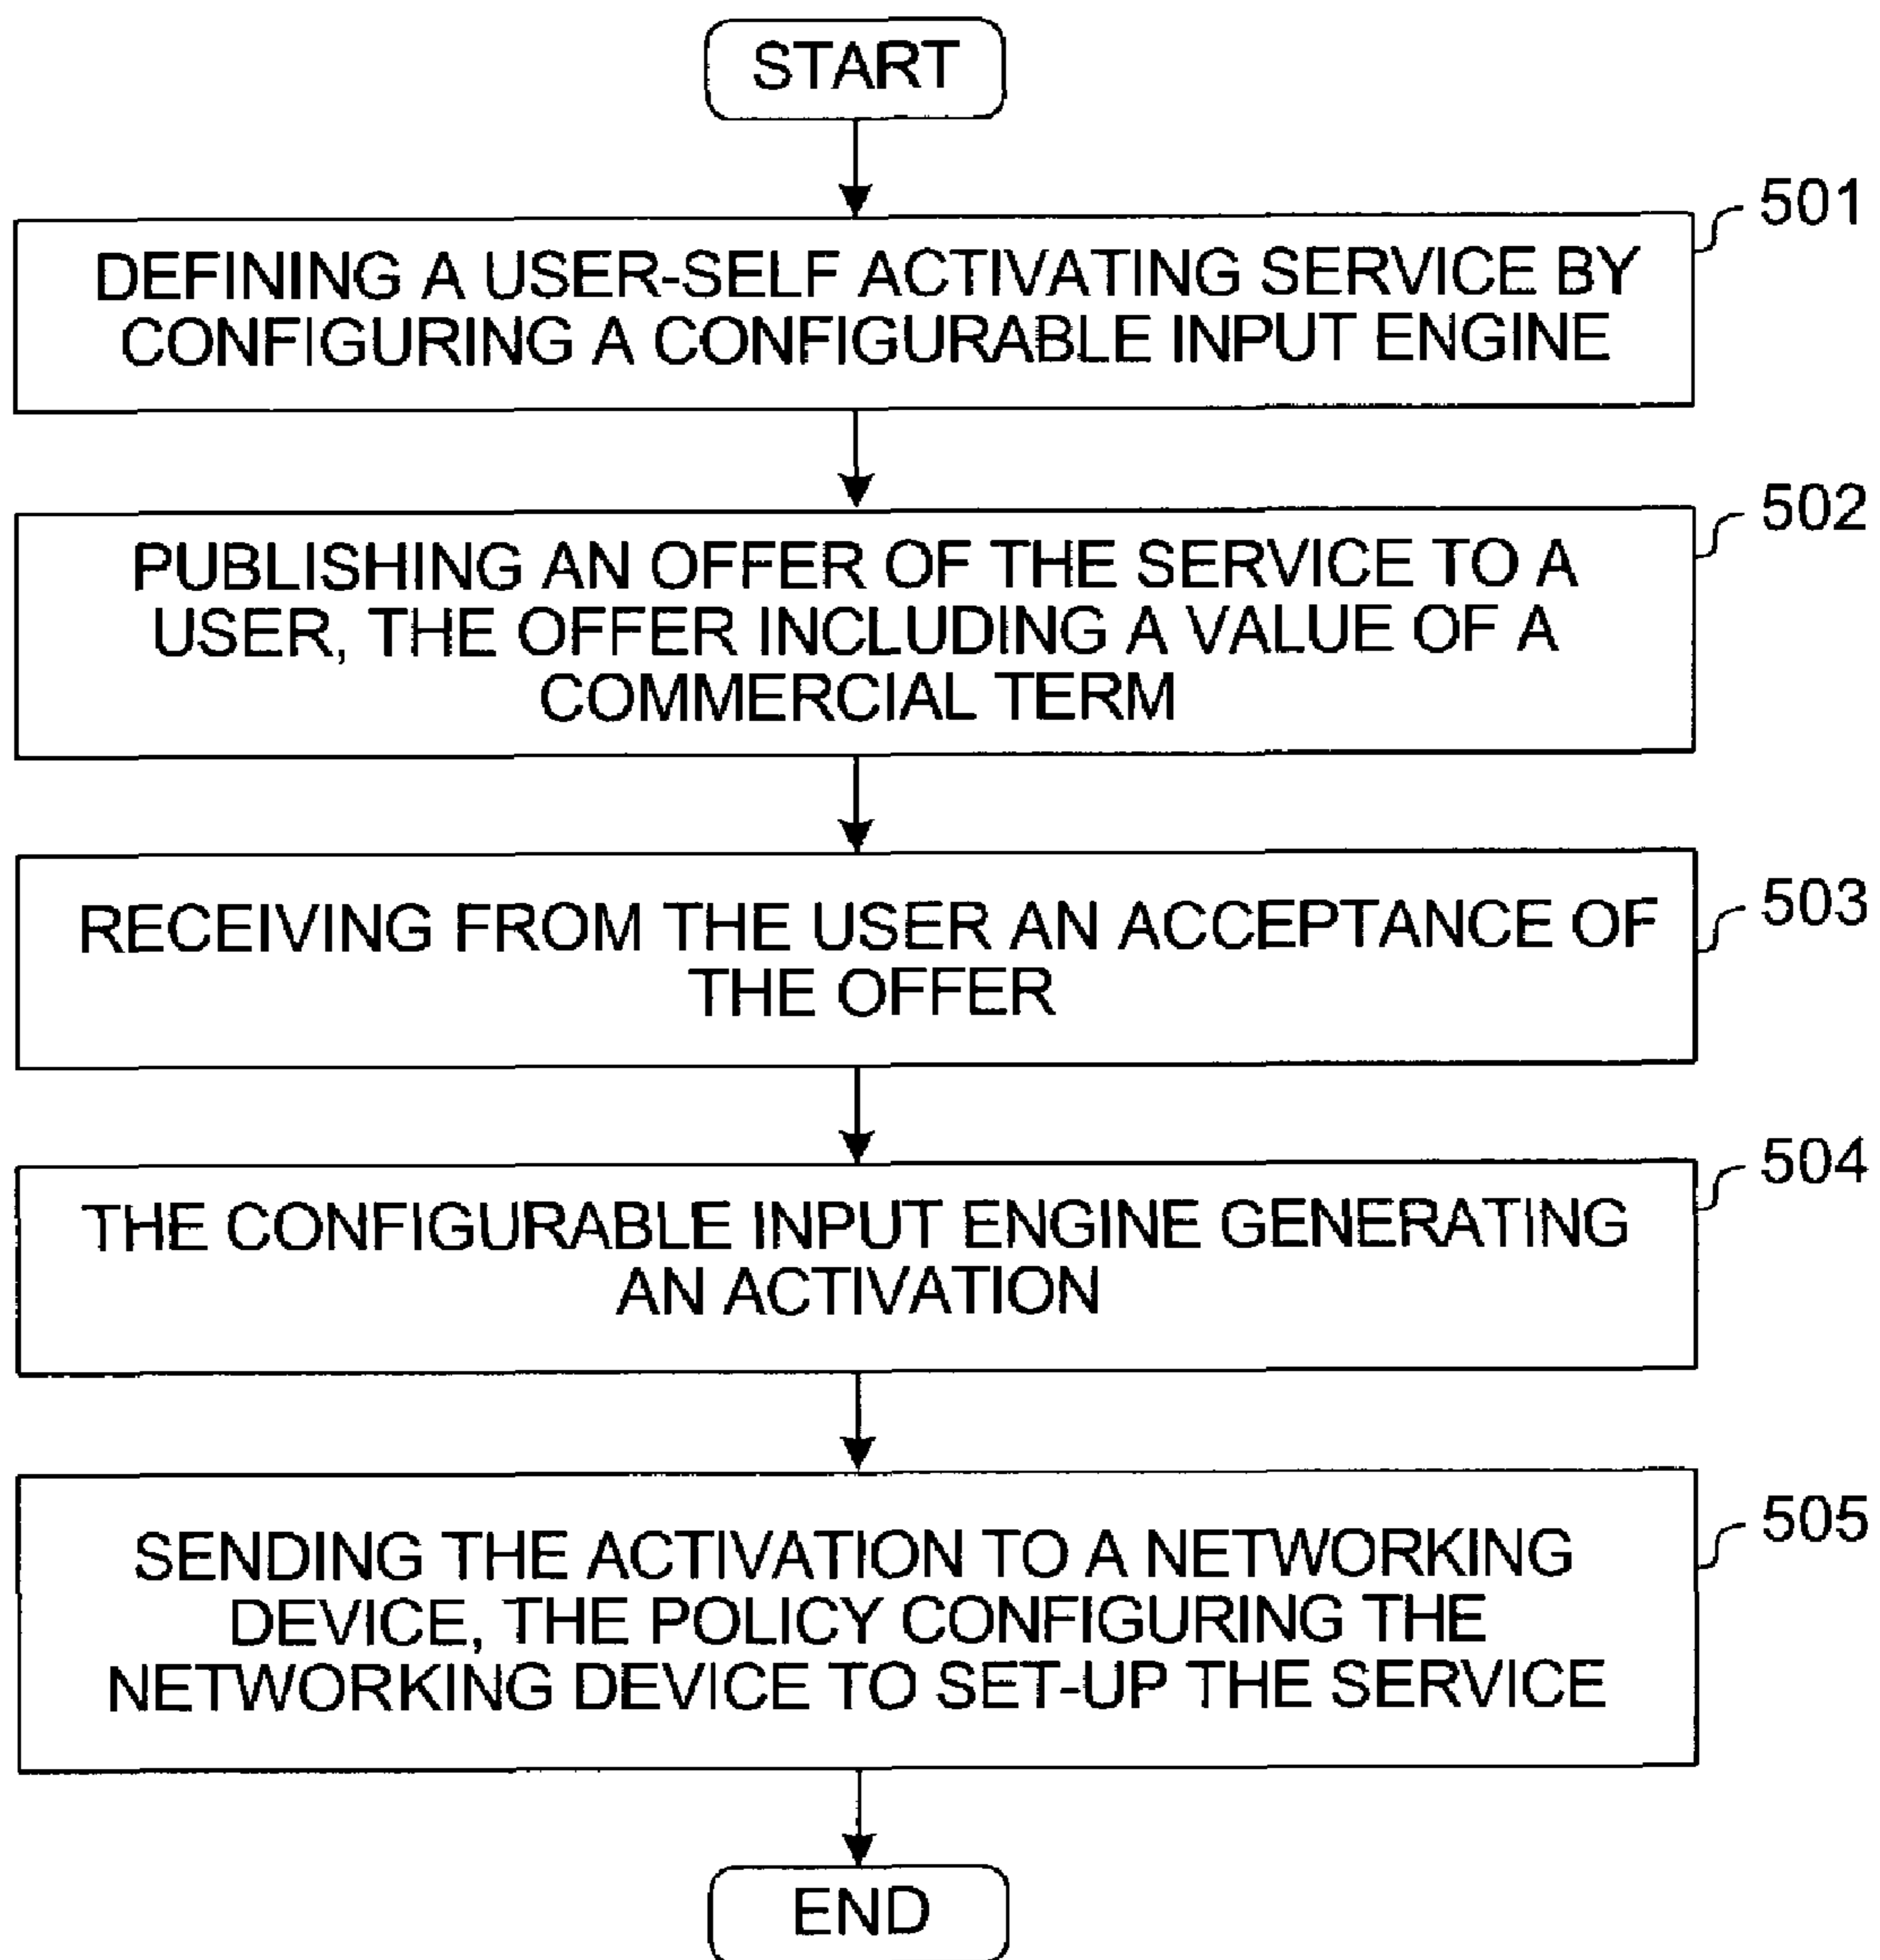 START
501
DEFINING A USER-SELF ACTIVATING SERVICE BY
CONFIGURING A CONFIGURABLE INPUT ENGINE
502
PUBLISHING AN OFFER OF THE SERVICE TO A
USER, THE OFFER INCLUDING A VALUE OF A
COMMERCIAL TERM
503
RECEIVING FROM THE USER AN ACCEPTANCE OF
THE OFFER
504
THE CONFIGURABLE INPUT ENGINE GENERATING
AN ACTIVATION
505
SENDING THE ACTIVATION TO A NETWORKING
DEVICE, THE POLICY CONFIGURING THE
NETWORKING DEVICE TO SET-UP THE SERVICE
END